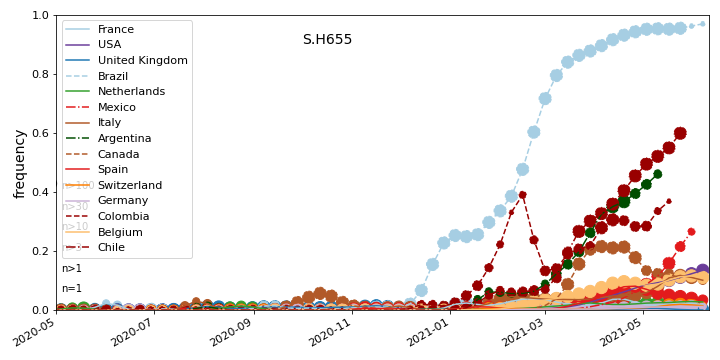 S.H655
frequency
1.0
0.8
0.6
0.4
0.2
0.0
France
USA
United Kingdom
Brazil
Netherlands
Mexico
Italy
Argentina
Canada
Spain
Switzerland
Germany
Colombia
Belgium
Chile
n>100
n>30
n>10
n>1
n=1
2020-05
2020-07
2020-09
2020-11
2021-01
2021-03
2021-05